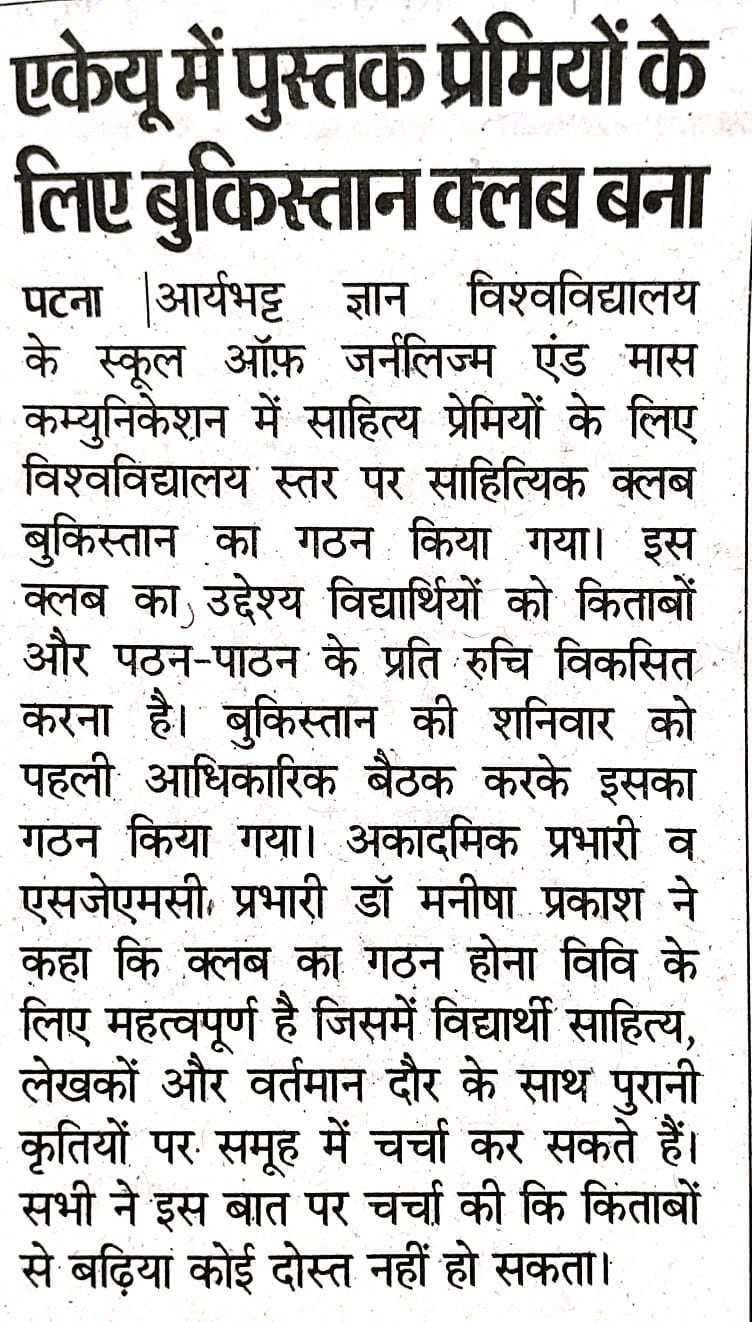 एकेयू में पुस्तक प्रेमियों के
लिए बुकिस्तान क्लब बना
पटना |आर्यभट्ट ज्ञान विश्वविद्यालय
के स्कूल ऑफ़ जर्नलिज्म एंड मास
कम्युनिकेशन में साहित्य प्रेमियों के लिए
विश्वविद्यालय स्तर पर साहित्यिक क्लब
बुकिस्तान का गठन किया गया। इस
क्लब का उद्देश्य विद्यार्थियों को किताबों
और पठन-पाठन के प्रति रुचि विकसित
करना है। बुकिस्तान की शनिवार को
पहली आधिकारिक बैठक करके इसका
गठन किया गया। अकादमिक प्रभारी व
एसजेएमसी प्रभारी डॉ मनीषा प्रकाश ने
कहा कि क्लब का गठन होना विवि के
लिए महत्वपूर्ण है जिसमें विद्यार्थी साहित्य,
लेखकों और वर्तमान दौर के साथ पुरानी
कृतियों पर समूह में चर्चा कर सकते हैं।
सभी ने इस बात पर चर्चा की कि किताबों
से बढ़िया कोई दोस्त नहीं हो सकता।